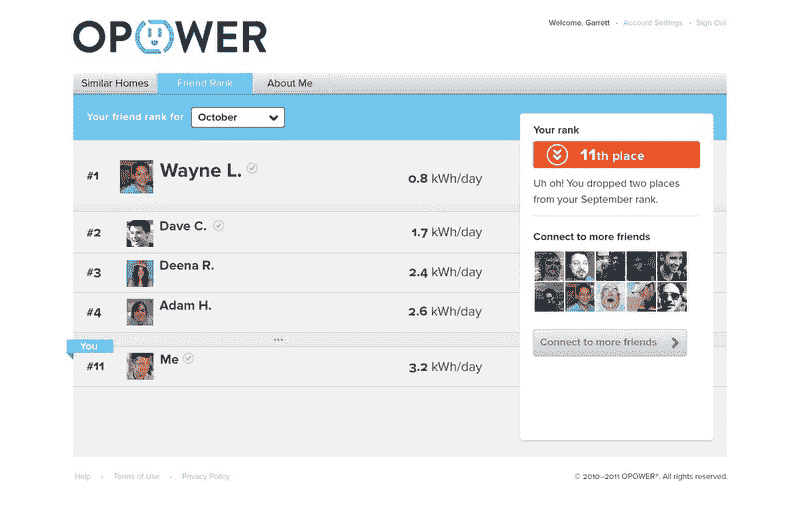 OPOWER
Welcome, Garrett • Account Settings • Sign Out
Similar Homes
Friend Rank
About Me
Your friend rank for
October
#1
Wayne L.
0.8 kWh/day
#2
Dave C.
1.7 kWh/day
#3
Deena R.
2.4 kWh/day
#4
Adam H.
2.6 kWh/day
...
You
#11
Me
3.2 kWh/day
Your rank
11th place
Uh oh! You dropped two places
from your September rank.
Connect to more friends
Connect to more friends
Help • Terms of Use • Privacy Policy
© 2010–2011 OPOWER®. All rights reserved.